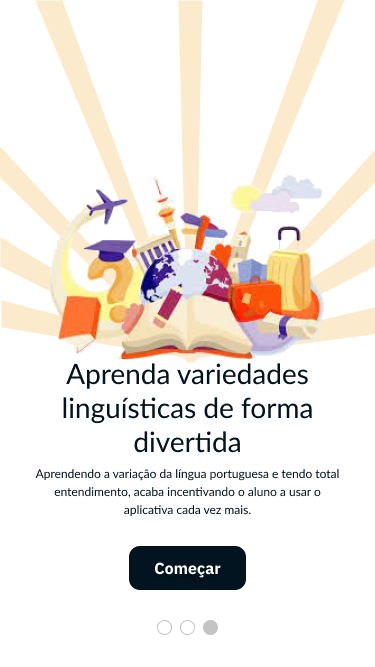 Aprenda variedades
linguísticas de forma
divertida
Aprendendo a variação da língua portuguesa e tendo total
entendimento, acaba incentivando o aluno a usar o
aplicativa cada vez mais.
Começar